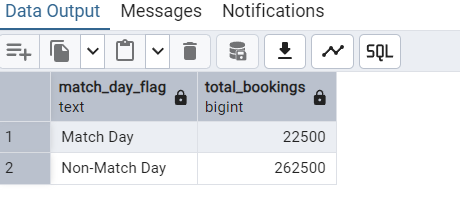 Data Output Messages Notifications
SQL
match_day_flag total_bookings
text bigint
1 Match Day 22500
2 Non-Match Day 262500